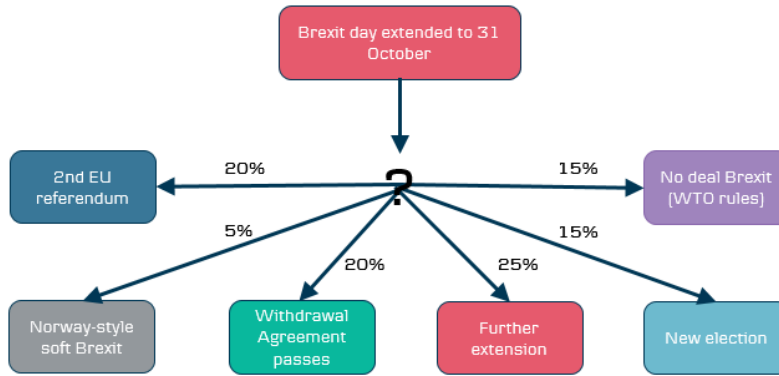 Brexit day extended to 31
October
?
20%
15%
2nd EU
referendum
No deal Brexit
(WTO rules)
5%
20%
25%
15%
Norway-style
soft Brexit
Withdrawal
Agreement
passes
Further
extension
New election